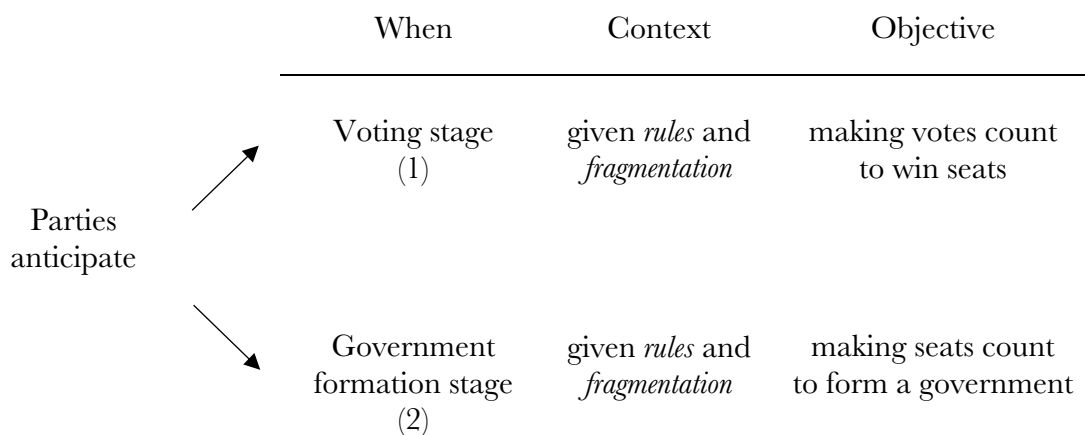 When Context Objective
Voting stage given rules and making votes count
(1) fragmentation to win seats
Parties
anticipate
Government given rules and making seats count
formation stage fragmentation to form a government
(2)